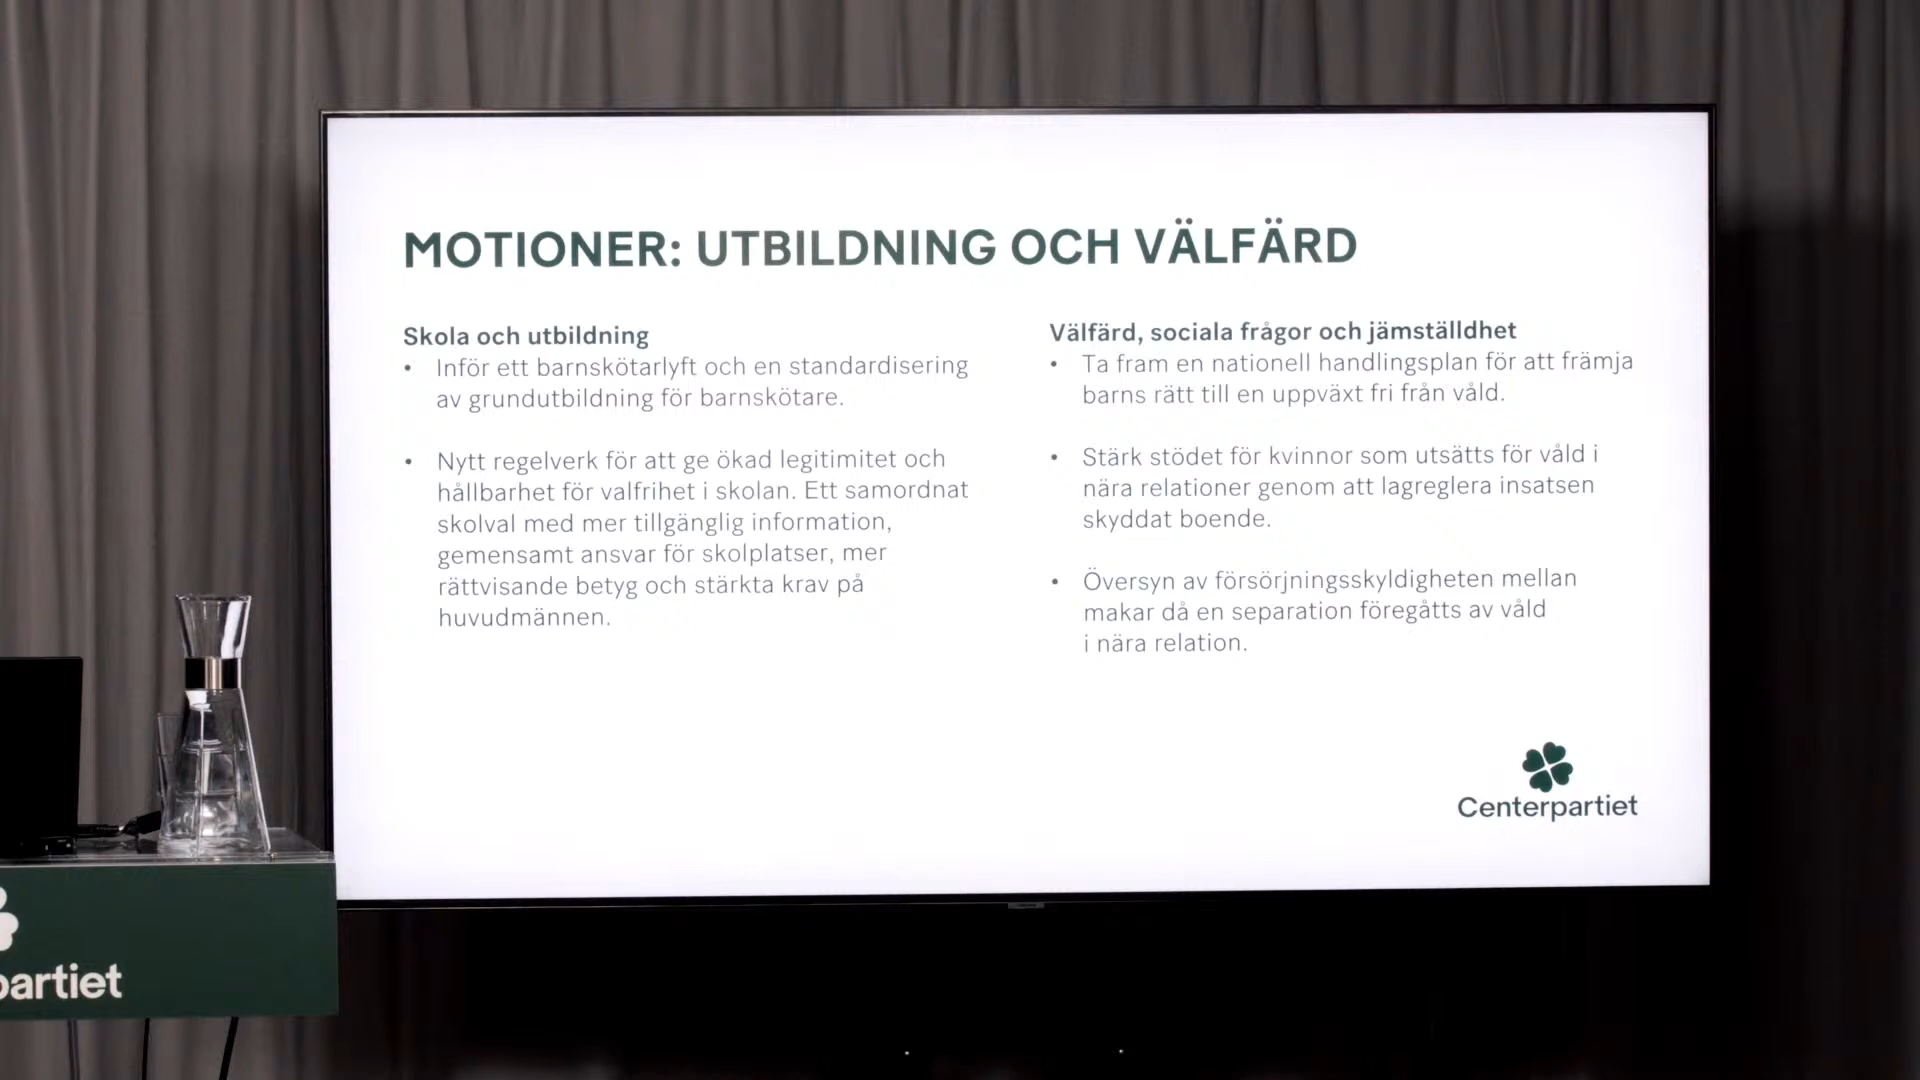 MOTIONER: UTBILDNING OCH VÄLFÄRD
Skola och utbildning
• Inför ett barnskötarlyft och en standardisering
av grundutbildning för barnskötare.
• Nytt regelverk för att ge ökad legitimitet och
hållbarhet för valfrihet i skolan. Ett samordnat
skolval med mer tillgänglig information,
gemensamt ansvar för skolplatser, mer
rättvisande betyg och stärkta krav på
huvudmännen.
Välfärd, sociala frågor och jämställdhet
• Ta fram en nationell handlingsplan för att främja
barns rätt till en uppväxt fri från våld.
• Stärk stödet för kvinnor som utsätts för våld i
nära relationer genom att lagreglera insatsen
skyddat boende.
• Översyn av försörjningsskyldigheten mellan
makar då en separation föregåtts av våld
i nära relation.
Centerpartiet
partiet